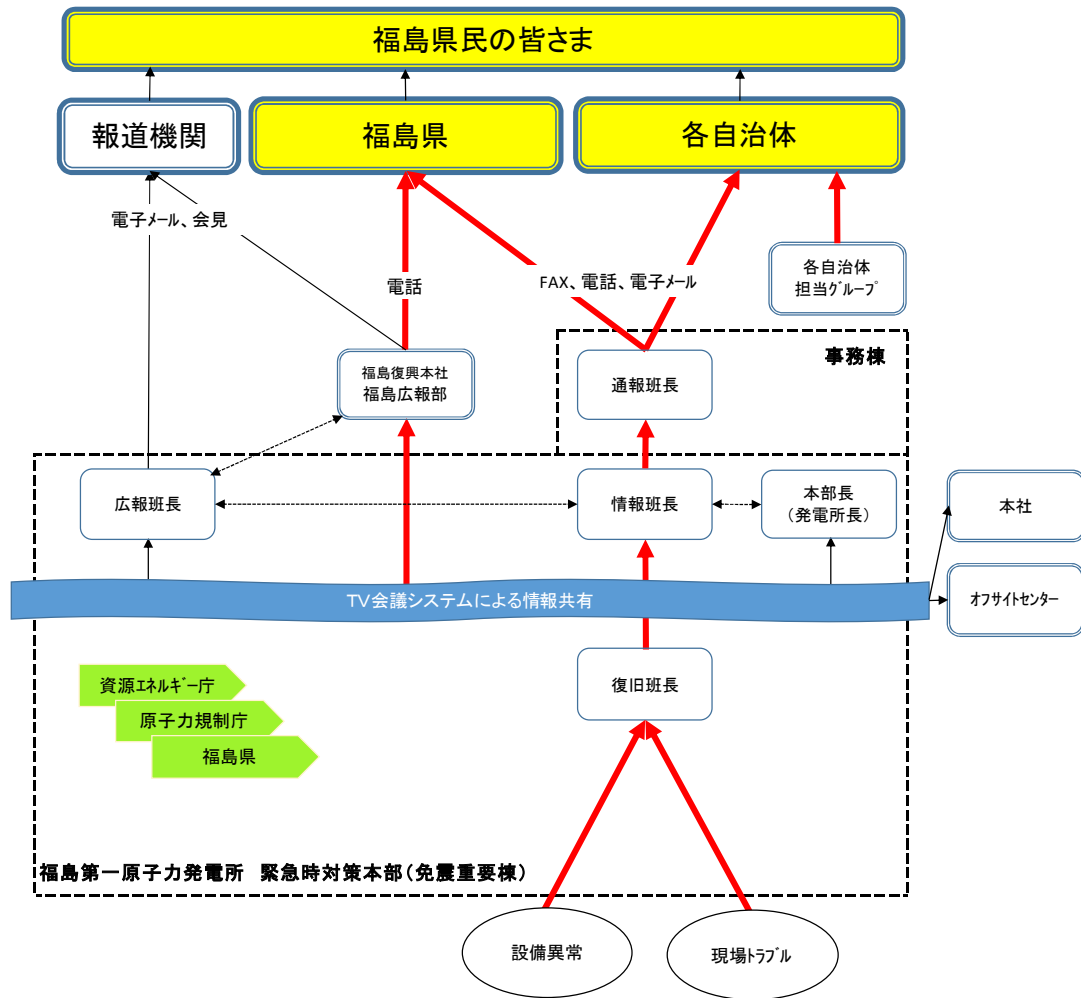 福島県民の皆さま
報道機関
福島県
各自治体
電子メール、会見
電話
FAX、電話、電子メール
各自治体
担当グループ
事務棟
福島復興本社
福島広報部
通報班長
広報班長
情報班長
本部長
（発電所長）
本社
TV会議システムによる情報共有
オフサイトセンター
資源エネルギー庁
原子力規制庁
福島県
復旧班長
福島第一原子力発電所　緊急時対策本部（免震重要棟）
設備異常
現場トラブル